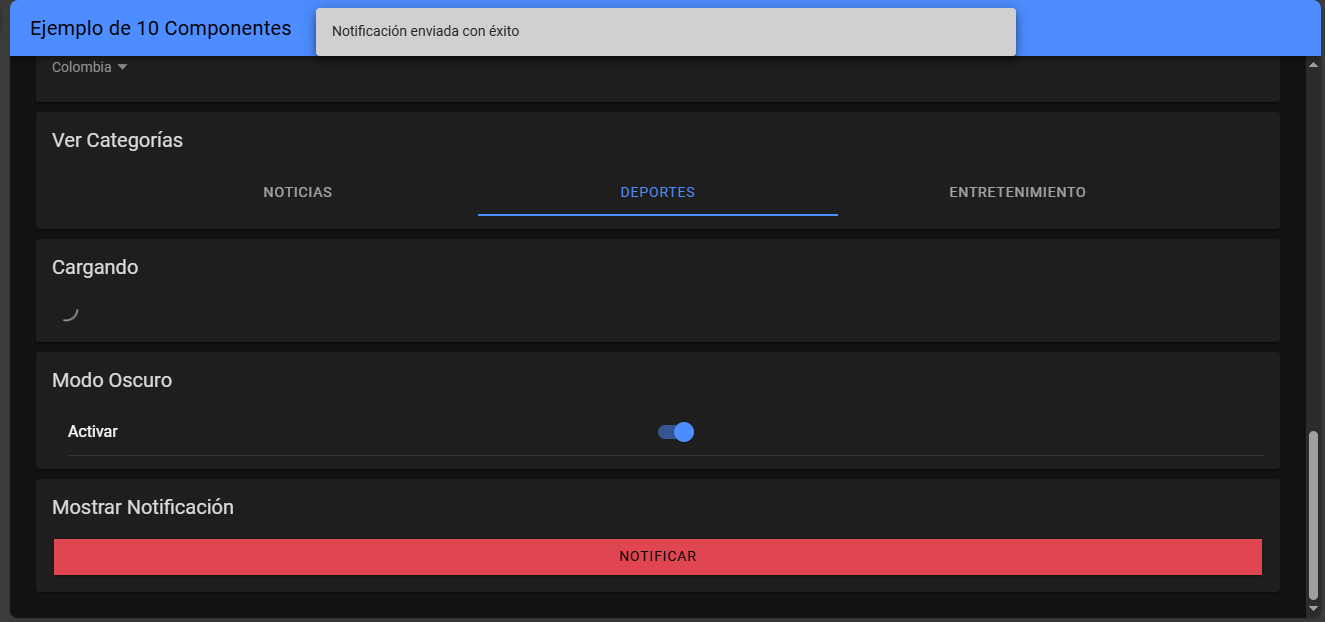 Ejemplo de 10 Componentes
Notificación enviada con éxito
Colombia
Ver Categorías
NOTICIAS
DEPORTES
ENTRETENIMIENTO
Cargando
Modo Oscuro
Activar
Mostrar Notificación
NOTIFICAR